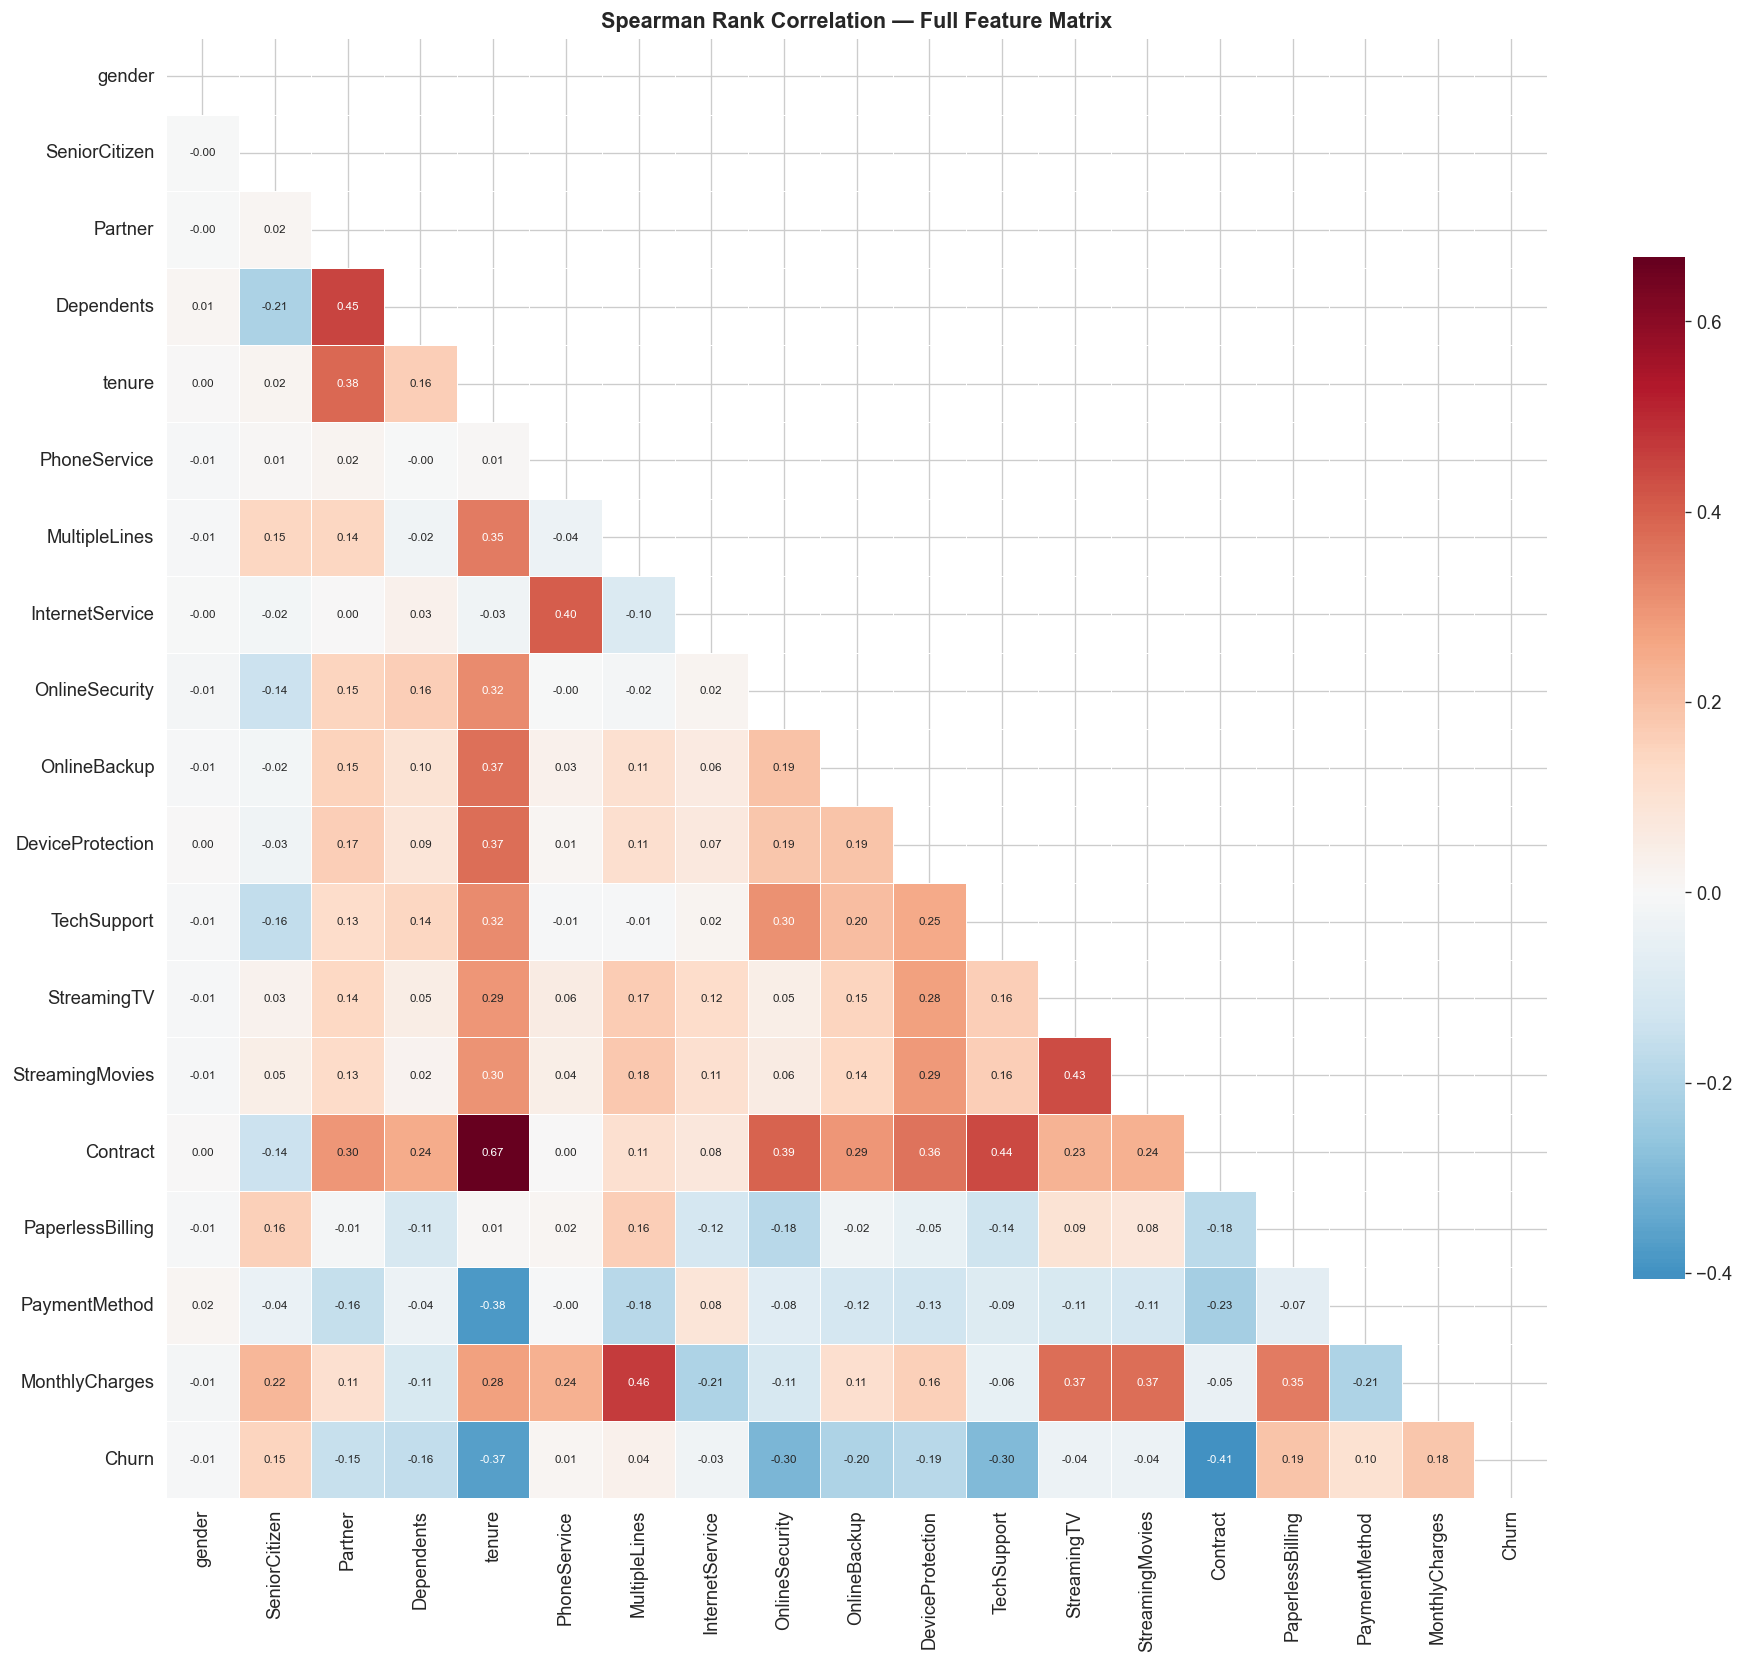 Spearman Rank Correlation — Full Feature Matrix
gender
SeniorCitizen -0.00
Partner -0.00 0.02
Dependents 0.01 -0.21 0.45
tenure 0.00 0.02 0.38 0.16
PhoneService -0.01 0.01 0.02 -0.00 0.01
MultipleLines -0.01 0.15 0.14 -0.02 0.35 -0.04
InternetService -0.00 -0.02 0.00 0.03 -0.03 0.40 -0.10
OnlineSecurity -0.01 -0.14 0.15 0.16 0.32 -0.00 -0.02 0.02
OnlineBackup -0.01 -0.02 0.15 0.10 0.37 0.03 0.11 0.06 0.19
DeviceProtection 0.00 -0.03 0.17 0.09 0.37 0.01 0.11 0.07 0.19 0.19
TechSupport -0.01 -0.16 0.13 0.14 0.32 -0.01 -0.01 0.02 0.30 0.20 0.25
StreamingTV -0.01 0.03 0.14 0.05 0.29 0.06 0.17 0.12 0.05 0.15 0.28 0.16
StreamingMovies -0.01 0.05 0.13 0.02 0.30 0.04 0.18 0.11 0.06 0.14 0.29 0.16 0.43
Contract 0.00 -0.14 0.30 0.24 0.67 0.00 0.11 0.08 0.39 0.29 0.36 0.44 0.23 0.24
PaperlessBilling -0.01 0.16 -0.01 -0.11 0.01 0.02 0.16 -0.12 -0.18 -0.02 -0.05 -0.14 0.09 0.08 -0.18
PaymentMethod 0.02 -0.04 -0.16 -0.04 -0.38 -0.00 -0.18 0.08 -0.08 -0.12 -0.13 -0.09 -0.11 -0.11 -0.23 -0.07
MonthlyCharges -0.01 0.22 0.11 -0.11 0.28 0.24 0.46 -0.21 -0.11 0.11 0.16 -0.06 0.37 0.37 -0.05 0.35 -0.21
Churn -0.01 0.15 -0.15 -0.16 -0.37 0.01 0.04 -0.03 -0.30 -0.20 -0.19 -0.30 -0.04 -0.04 -0.41 0.19 0.10 0.18
gender
SeniorCitizen
Partner
Dependents
tenure
PhoneService
MultipleLines
InternetService
OnlineSecurity
OnlineBackup
DeviceProtection
TechSupport
StreamingTV
StreamingMovies
Contract
PaperlessBilling
PaymentMethod
MonthlyCharges
Churn
0.6
0.4
0.2
0.0
−0.2
−0.4